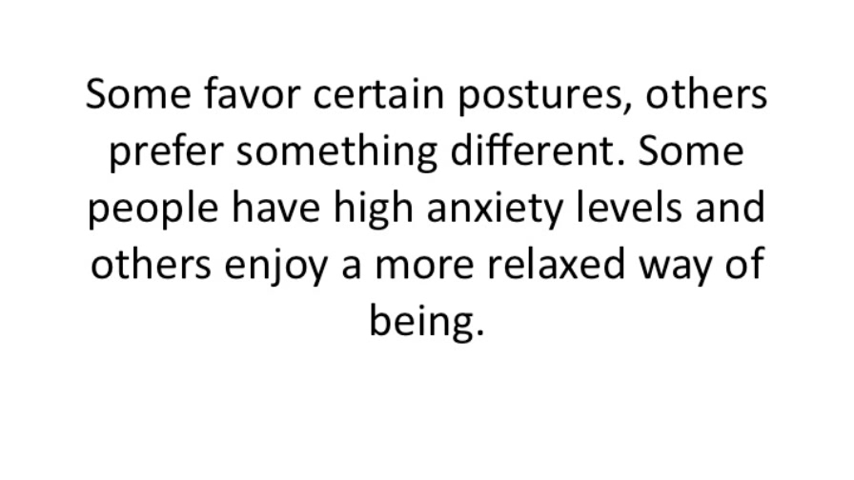 Some favor certain postures, others
prefer something different. Some
people have high anxiety levels and
others enjoy a more relaxed way of
being.